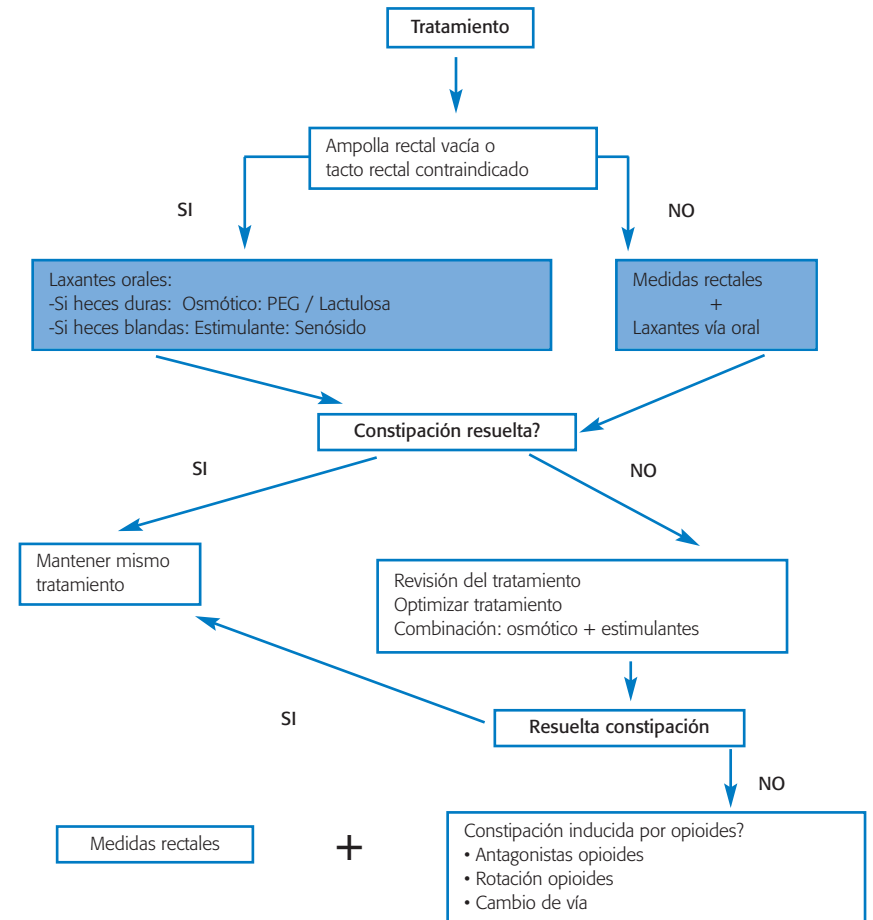 Tratamiento
Ampolla rectal vacía o
tacto rectal contraindicado
SI
NO
Laxantes orales:
-Si heces duras: Osmótico: PEG / Lactulosa
-Si heces blandas: Estimulante: Senósido
Medidas rectales
+
Laxantes vía oral
Constipación resuelta?
SI
NO
Mantener mismo
tratamiento
Revisión del tratamiento
Optimizar tratamiento
Combinación: osmótico + estimulantes
SI
Resuelta constipación
NO
Medidas rectales
+
Constipación inducida por opioides?
• Antagonistas opioides
• Rotación opioides
• Cambio de vía